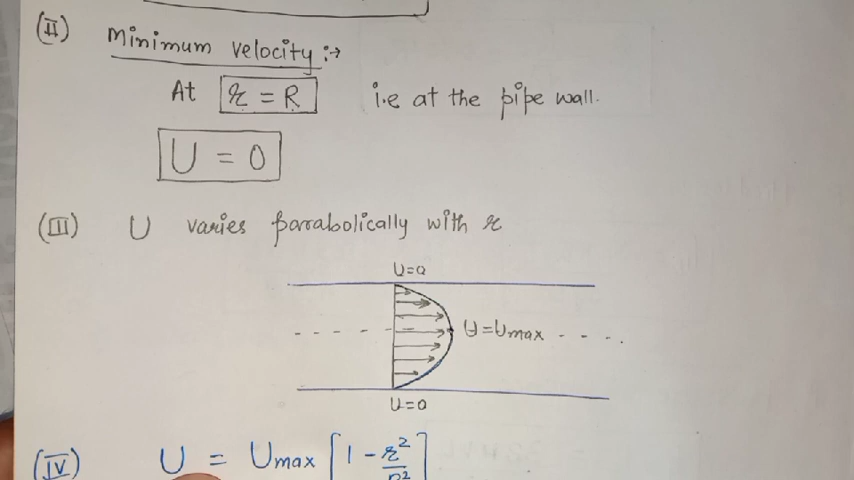 (II) Minimum velocity :→
At r = R i.e at the pipe wall.
U = 0
(III) U varies parabolically with r
U=0
U=Umax
U=0
(IV) U = Umax [1 - r²/R²]